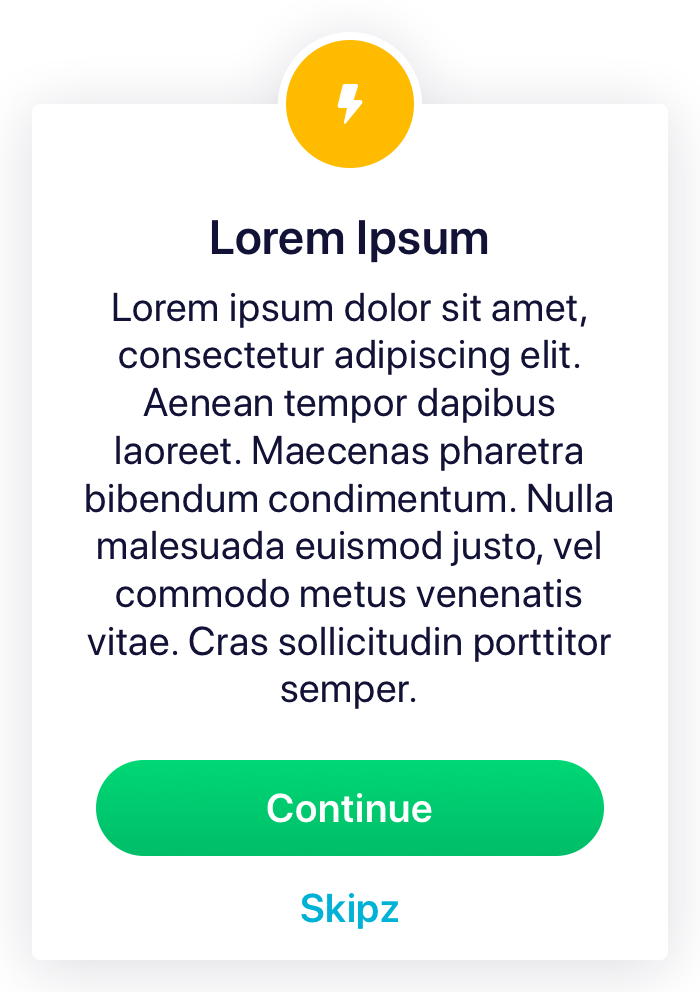 Lorem Ipsum
Lorem ipsum dolor sit amet,
consectetur adipiscing elit.
Aenean tempor dapibus
laoreet. Maecenas pharetra
bibendum condimentum. Nulla
malesuada euismod justo, vel
commodo metus venenatis
vitae. Cras sollicitudin porttitor
semper.
Continue
Skipz